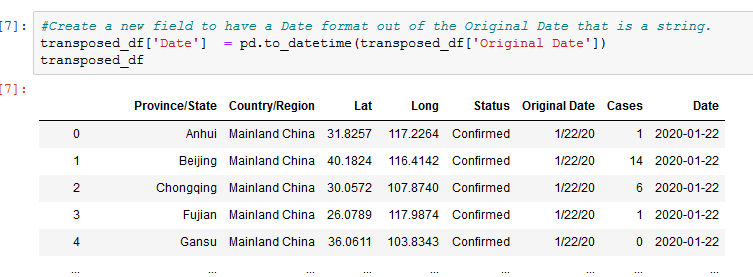 [7]: #Create a new field to have a Date format out of the Original Date that is a string.
transposed_df['Date']  = pd.to_datetime(transposed_df['Original Date'])
transposed_df
[7]:
Province/State Country/Region Lat Long Status Original Date Cases Date
0 Anhui Mainland China 31.8257 117.2264 Confirmed 1/22/20 1 2020-01-22
1 Beijing Mainland China 40.1824 116.4142 Confirmed 1/22/20 14 2020-01-22
2 Chongqing Mainland China 30.0572 107.8740 Confirmed 1/22/20 6 2020-01-22
3 Fujian Mainland China 26.0789 117.9874 Confirmed 1/22/20 1 2020-01-22
4 Gansu Mainland China 36.0611 103.8343 Confirmed 1/22/20 0 2020-01-22
... ... ... ... ... ... ... ... ...